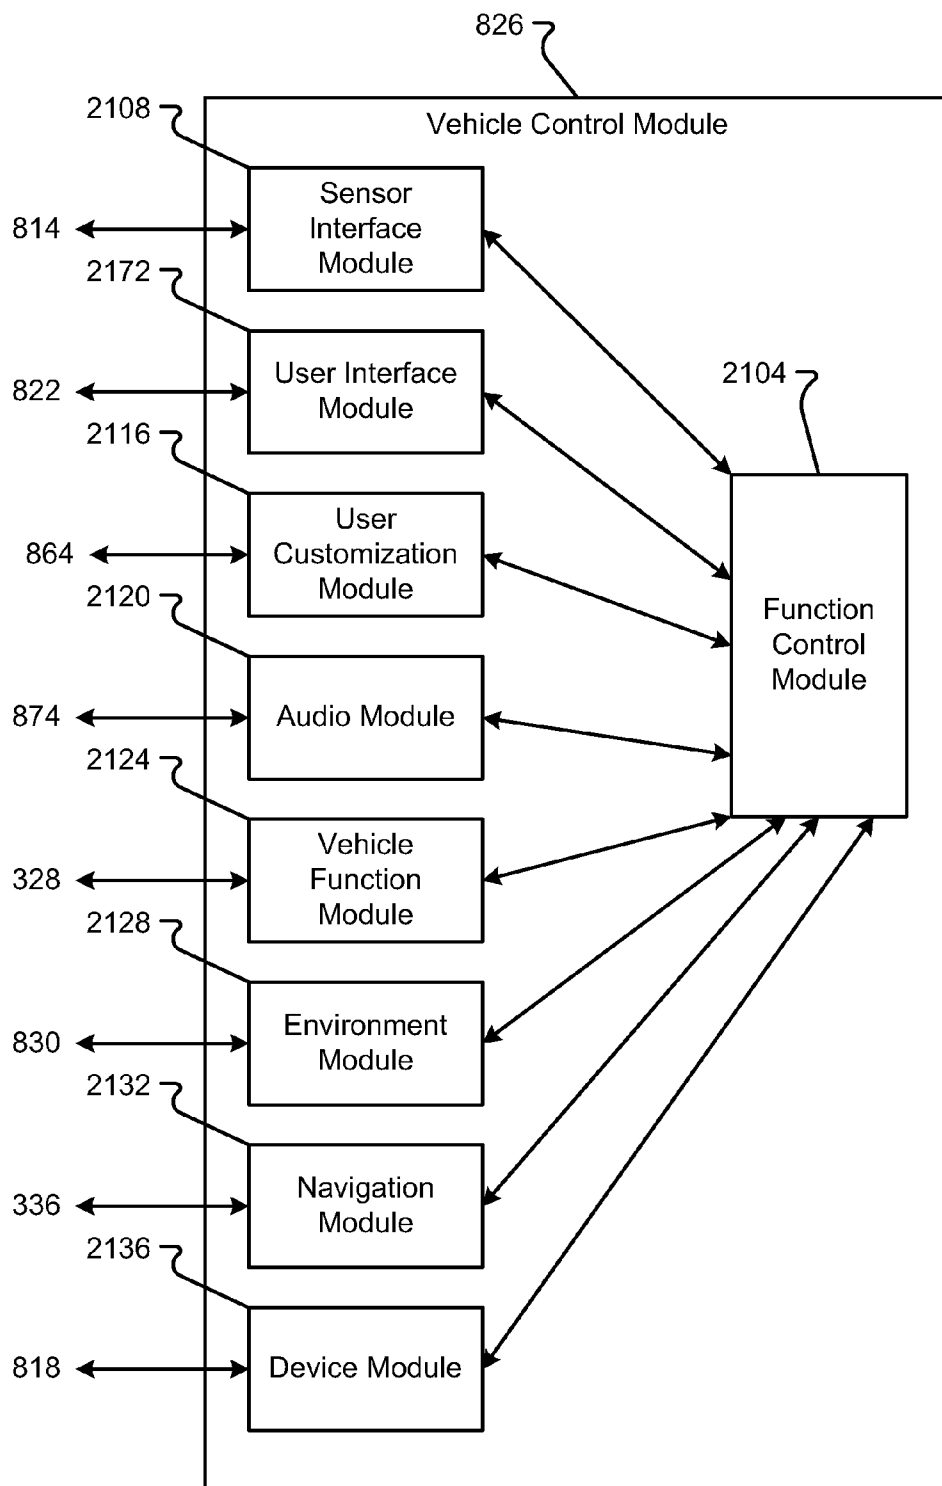 826
Vehicle Control Module
2108
Sensor
Interface
Module
814
2172
User Interface
Module
822
2104
2116
User
Customization
Module
864
Function
Control
Module
2120
Audio Module
874
2124
Vehicle
Function
Module
328
2128
Environment
Module
830
2132
Navigation
Module
336
2136
Device Module
818